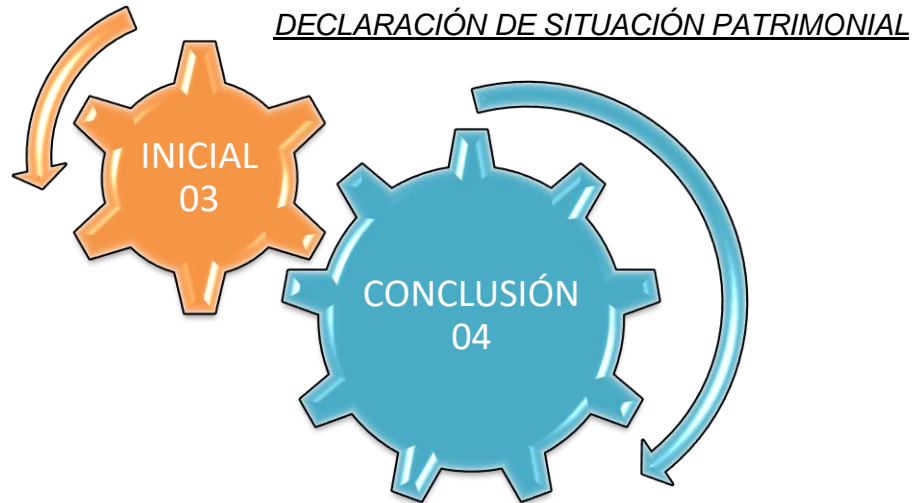 DECLARACIÓN DE SITUACIÓN PATRIMONIAL
INICIAL
03
CONCLUSIÓN
04